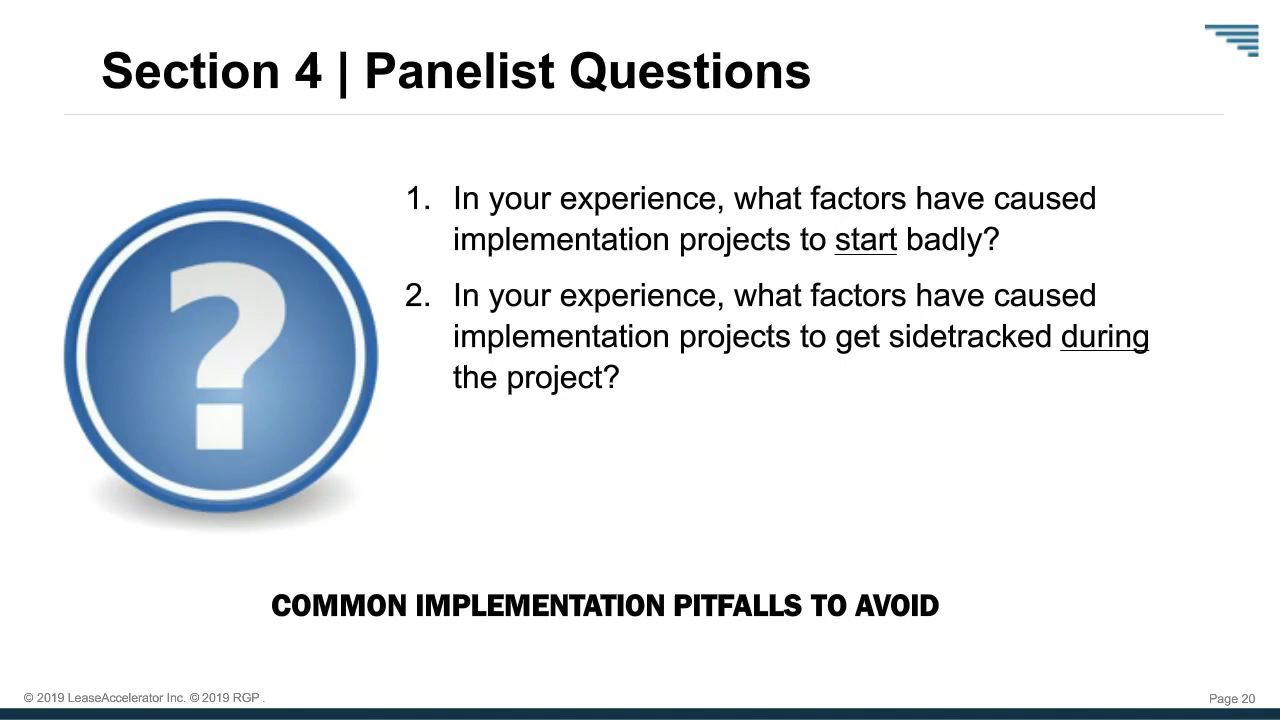 Section 4 | Panelist Questions
1. In your experience, what factors have caused
implementation projects to start badly?
2. In your experience, what factors have caused
implementation projects to get sidetracked during
the project?
?
COMMON IMPLEMENTATION PITFALLS TO AVOID
© 2019 LeaseAccelerator Inc. © 2019 RGP .
Page 20